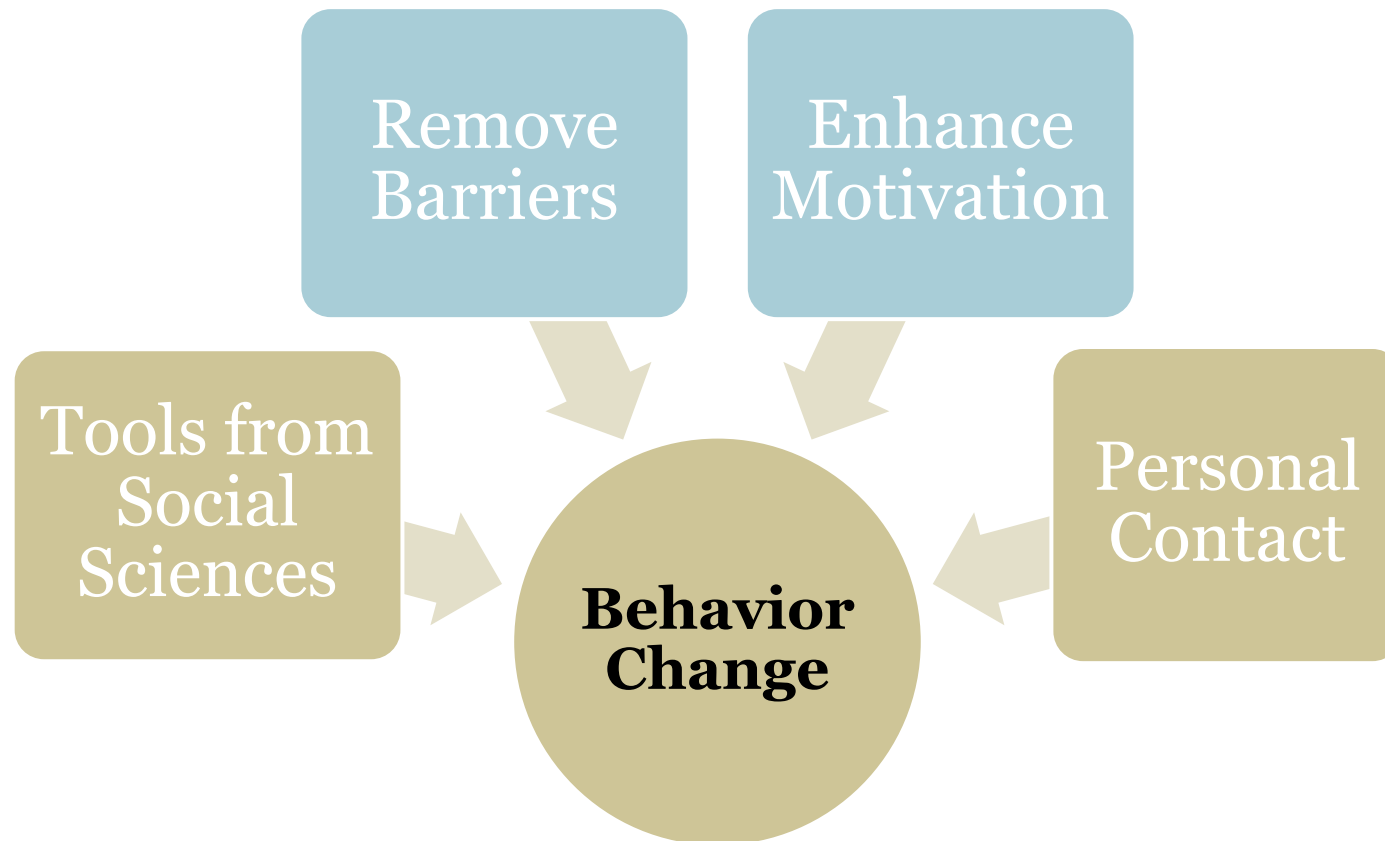 Remove
Barriers
Enhance
Motivation
Tools from
Social
Sciences
Personal
Contact
Behavior
Change